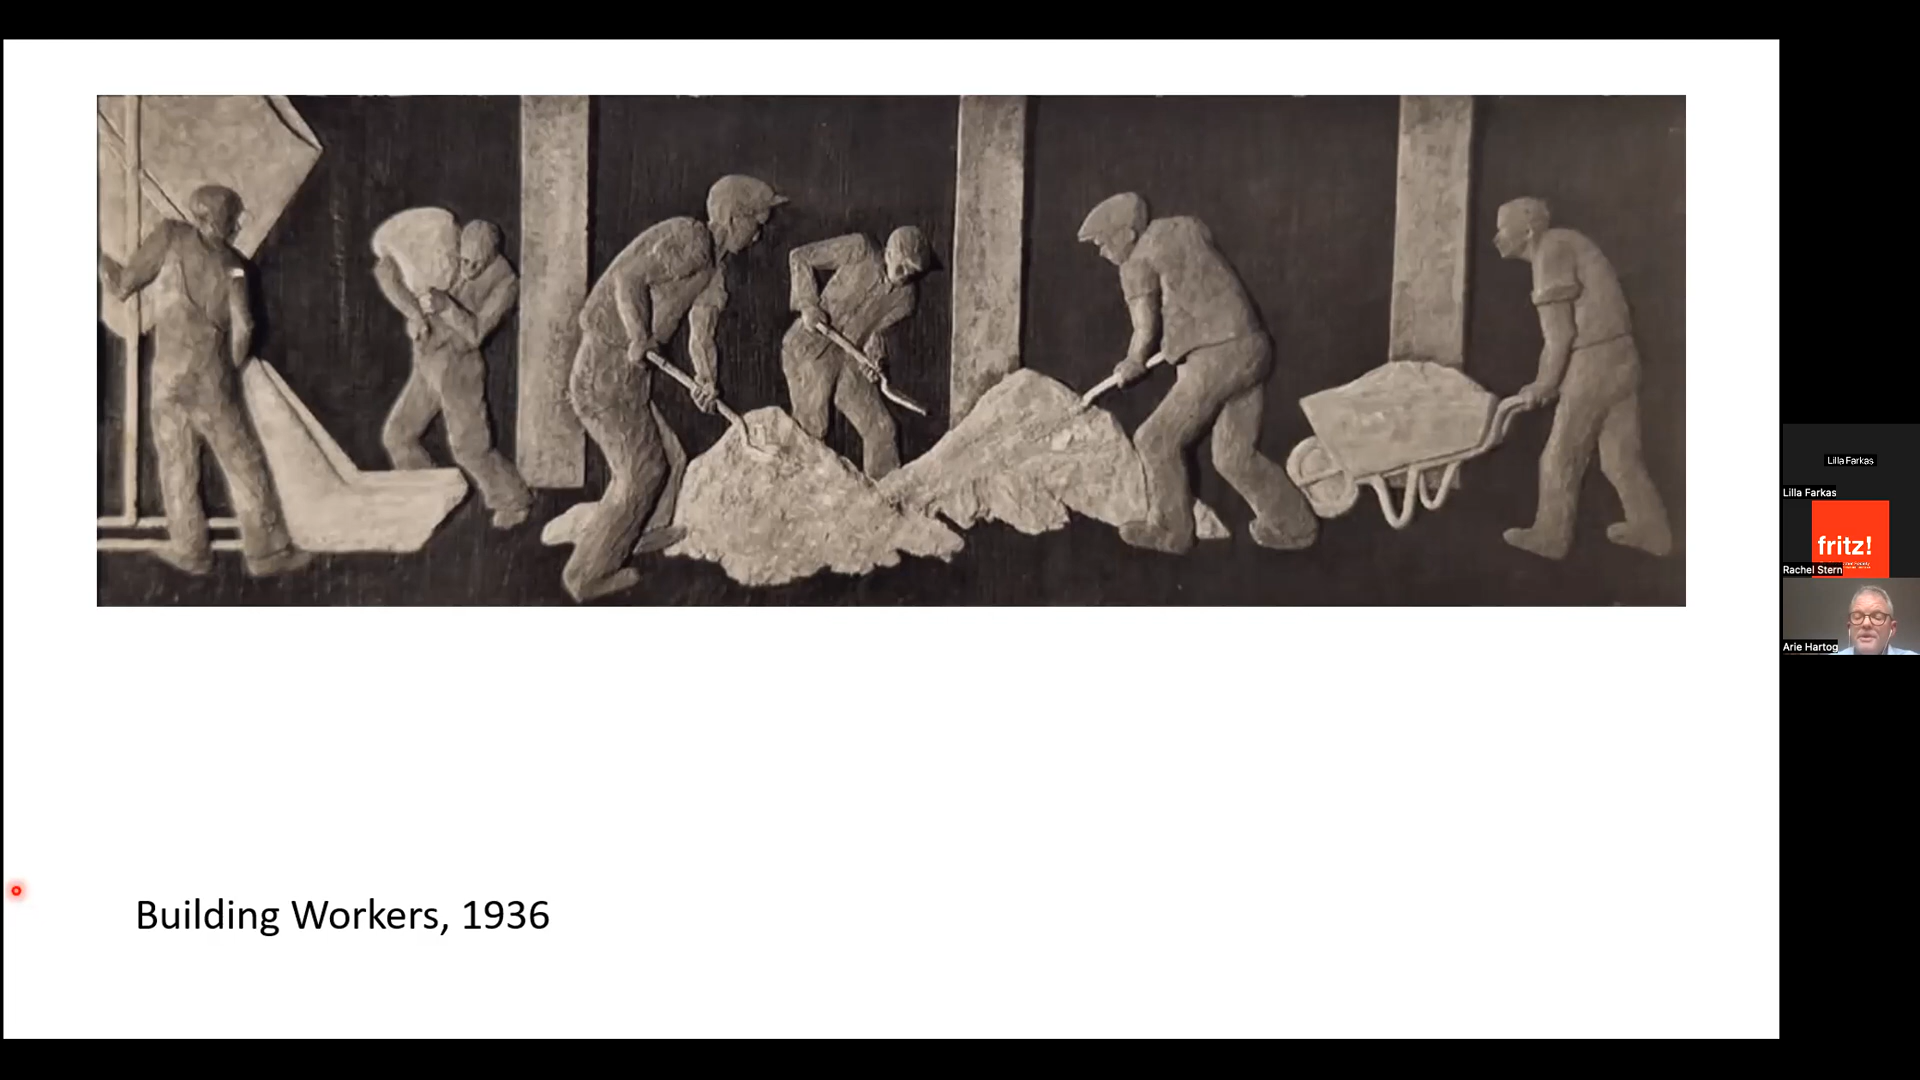 Building Workers, 1936
Lilla Farkas
Lilla Farkas
fritz!
Rachel Stern
Arie Hartog